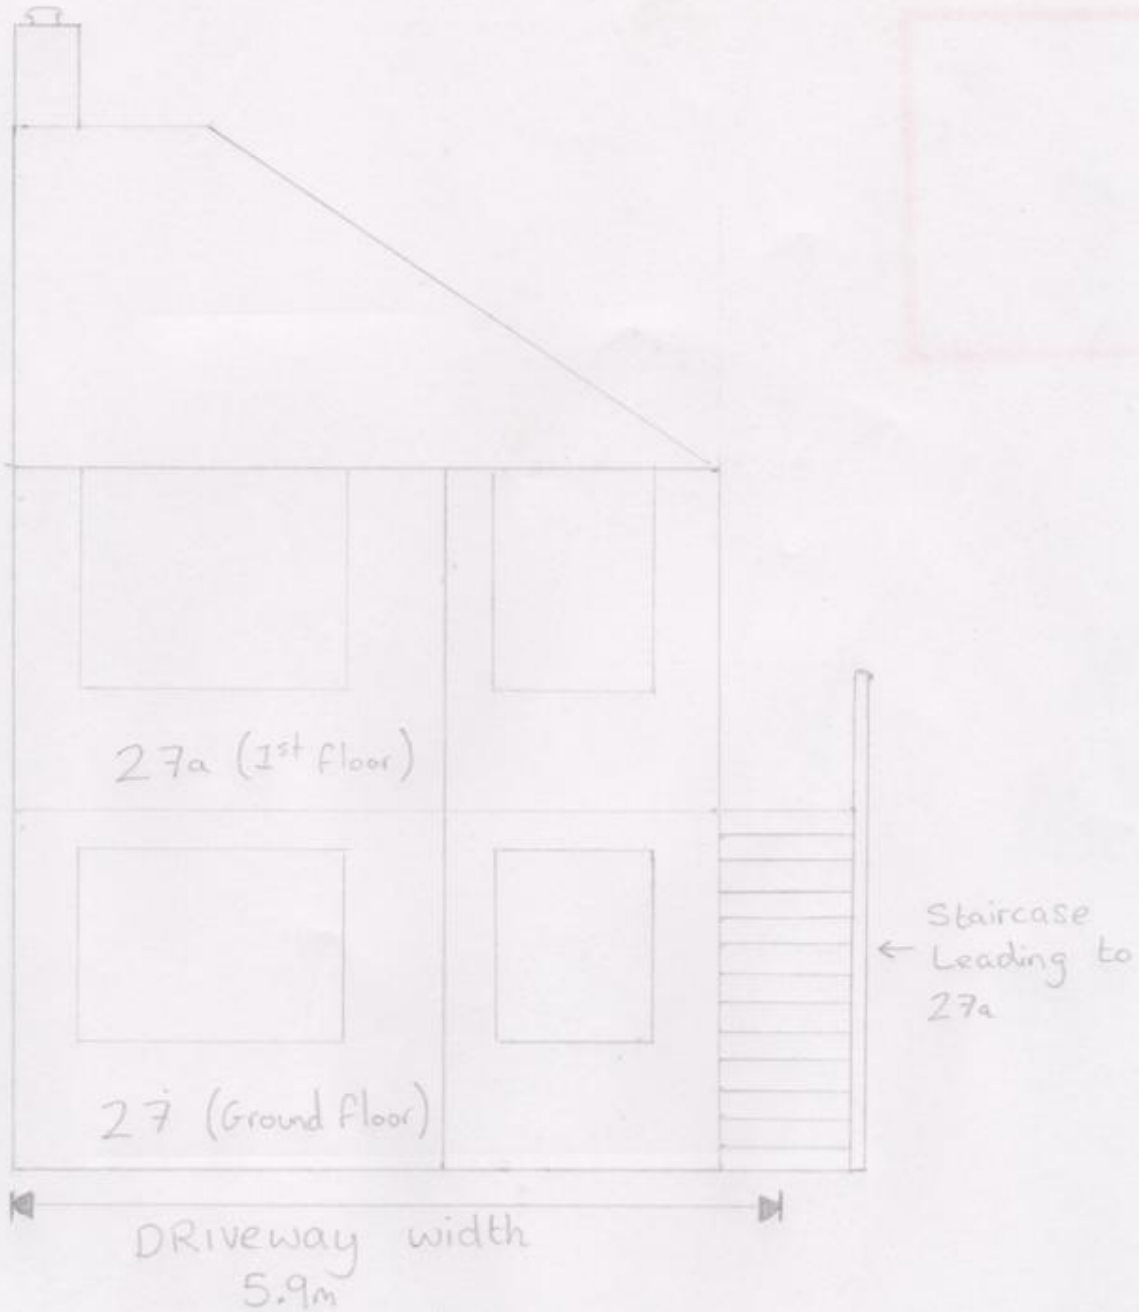 27a (1st floor)
27 (Ground floor)
Staircase
Leading to
27a
DRiveway width
5.9m